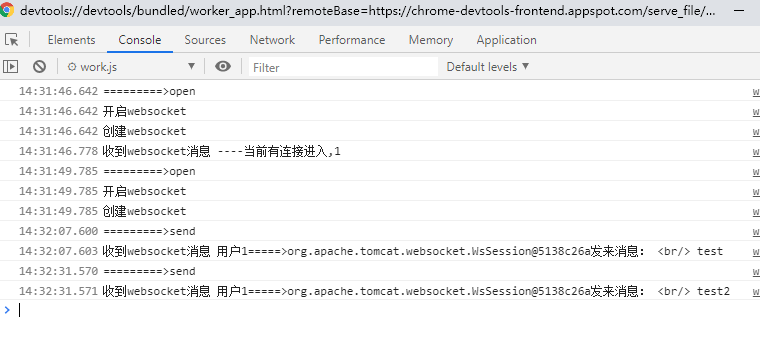 devtools://devtools/bundled/worker_app.html?remoteBase=https://chrome-devtools-frontend.appspot.com/serve_file/...
Elements Console Sources Network Performance Memory Security
work.js Filter Default levels
14:31:46.642 =========>open
14:31:46.642 开启websocket
14:31:46.642 创建websocket
14:31:46.778 收到websocket消息 ----当前有连接进入,1
14:31:49.785 =========>open
14:31:49.785 开启websocket
14:31:49.785 创建websocket
14:32:07.600 =========>send
14:32:07.603 收到websocket消息 用户1=====>org.apache.tomcat.websocket.WsSession@5138c26a发来消息: <br/> test
14:32:31.570 =========>send
14:32:31.571 收到websocket消息 用户1=====>org.apache.tomcat.websocket.WsSession@5138c26a发来消息: <br/> test2